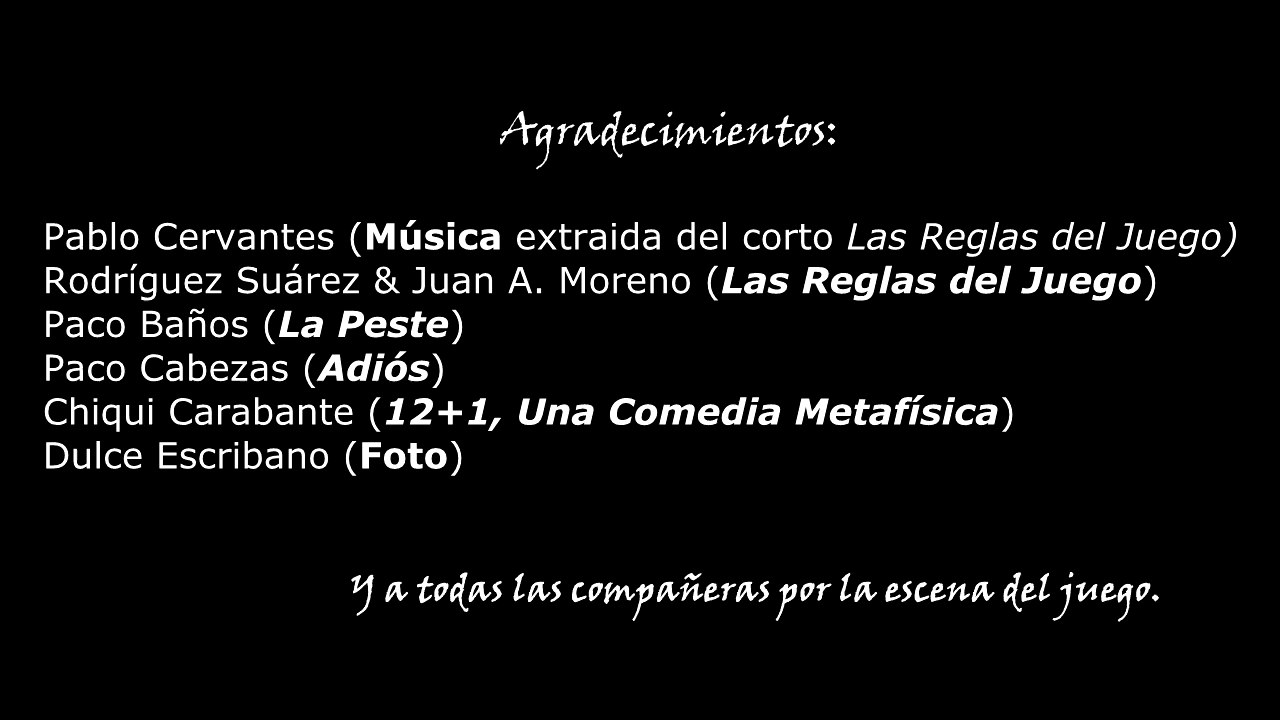 Agradecimientos:
Pablo Cervantes (Música extraida del corto Las Reglas del Juego)
Rodríguez Suárez & Juan A. Moreno (Las Reglas del Juego)
Paco Baños (La Peste)
Paco Cabezas (Adiós)
Chiqui Carabante (12+1, Una Comedia Metafísica)
Dulce Escribano (Foto)
Y a todas las compañeras por la escena del juego.